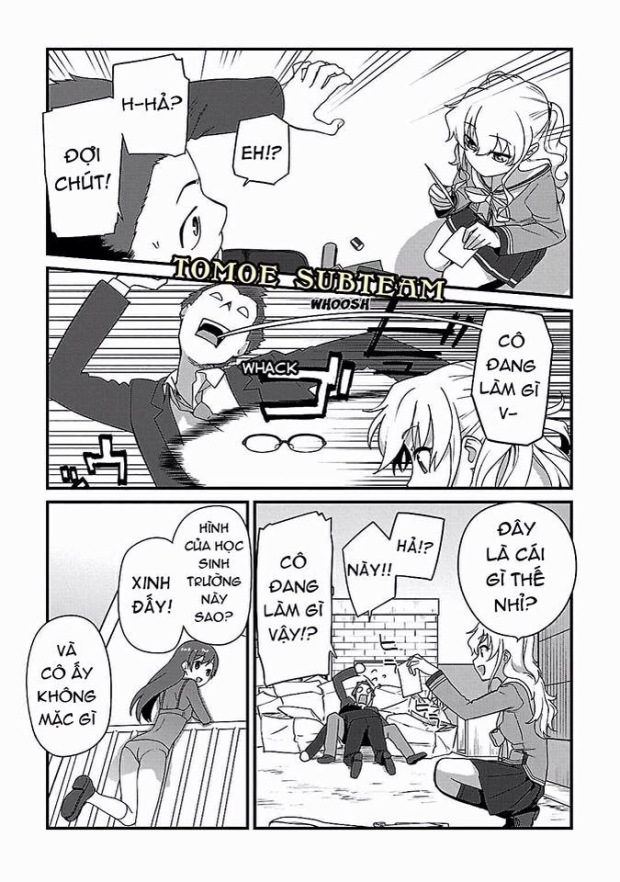 H-HẢ?
ĐỢI
CHÚT!
EH!?
TOMOE SUBTEAM
WHOOSH
WHACK
CÔ
ĐANG
LÀM GÌ
V-
ĐÂY
LÀ CÁI
GÌ THẾ
NHỈ?
HẢ!?
NÀY!!
CÔ
ĐANG
LÀM GÌ
VẬY!?
HÌNH
CỦA HỌC
SINH
TRƯỜNG
NÀY
SAO?
XINH
ĐẤY!
VÀ
CÔ ẤY
KHÔNG
MẶC GÌ